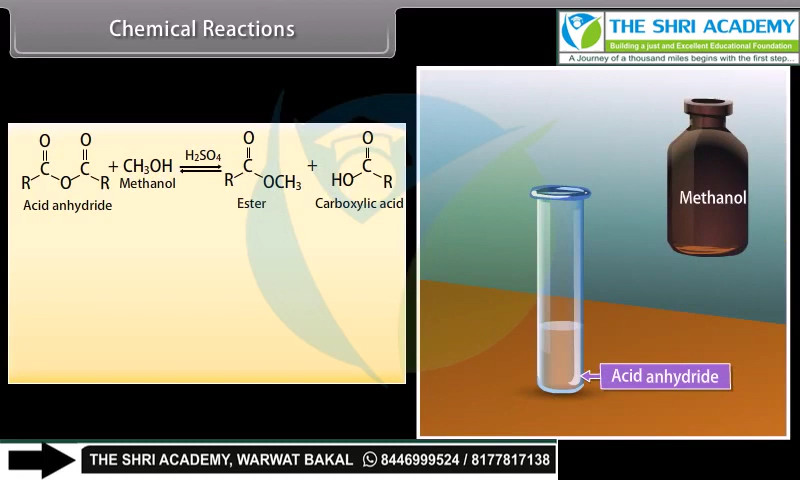 Chemical Reactions
THE SHRI ACADEMY
Building a just and Excellent Educational Foundation
A Journey of a thousand miles begins with the first step...
O O O O
C C + CH₃OH H₂SO₄ C + C
R O R Methanol R OCH₃ HO R
Acid anhydride Ester Carboxylic acid
Methanol
Acid anhydride
THE SHRI ACADEMY, WARWAT BAKAL 8446999524 / 8177817138